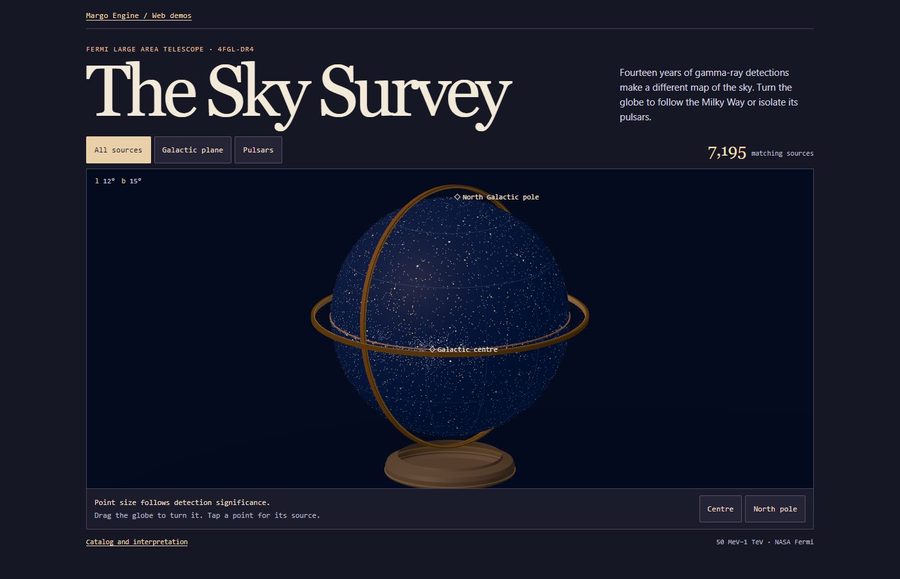 Margo Engine / Web demos
FERMI LARGE AREA TELESCOPE · 4FGL-DR4
The Sky Survey
Fourteen years of gamma-ray detections
make a different map of the sky. Turn the
globe to follow the Milky Way or isolate its
pulsars.
All sources
Galactic plane
Pulsars
7,195 matching sources
l 12° b 15°
North Galactic pole
Galactic centre
Point size follows detection significance.
Drag the globe to turn it. Tap a point for its source.
Centre
North pole
Catalog and interpretation
50 MeV–1 TeV · NASA Fermi